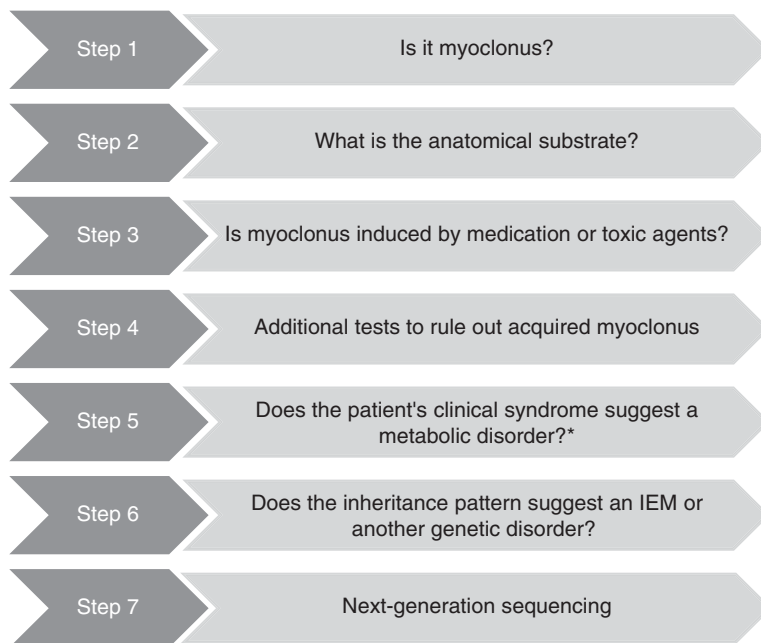 Step 1
Is it myoclonus?
Step 2
What is the anatomical substrate?
Step 3
Is myoclonus induced by medication or toxic agents?
Step 4
Additional tests to rule out acquired myoclonus
Step 5
Does the patient's clinical syndrome suggest a
metabolic disorder?*
Step 6
Does the inheritance pattern suggest an IEM or
another genetic disorder?
Step 7
Next-generation sequencing